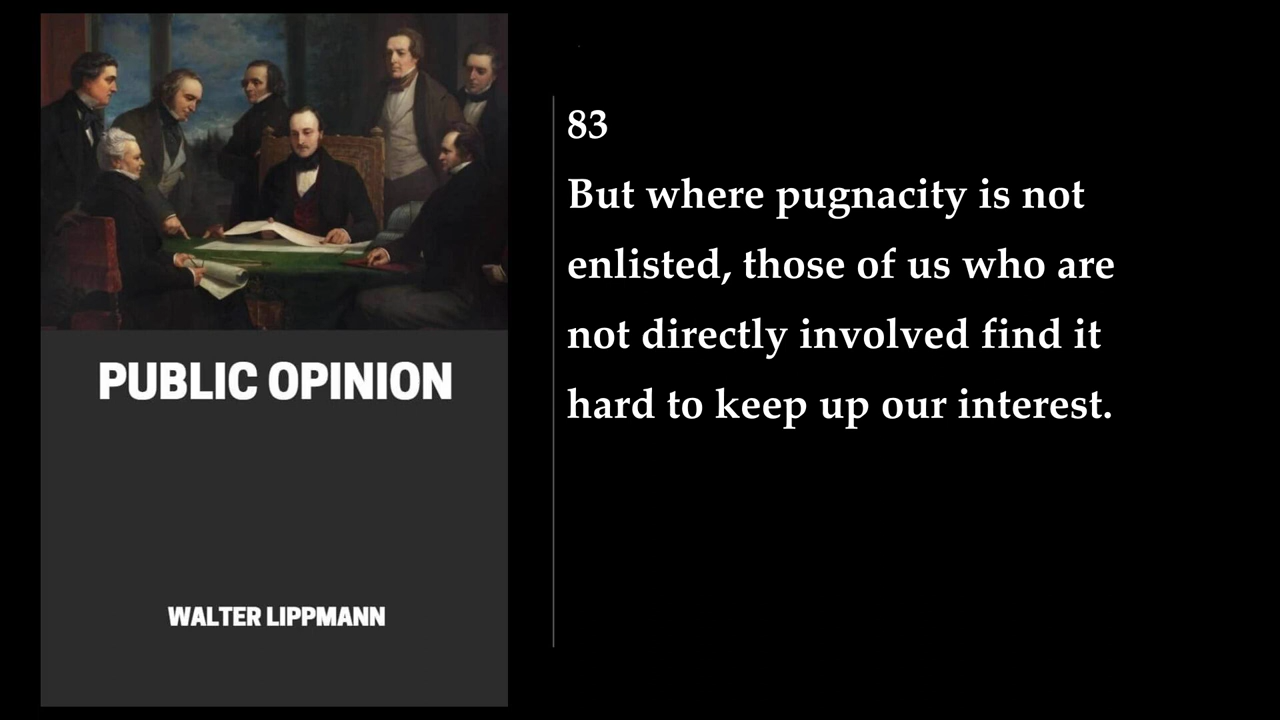 PUBLIC OPINION
WALTER LIPPMANN
83
But where pugnacity is not
enlisted, those of us who are
not directly involved find it
hard to keep up our interest.